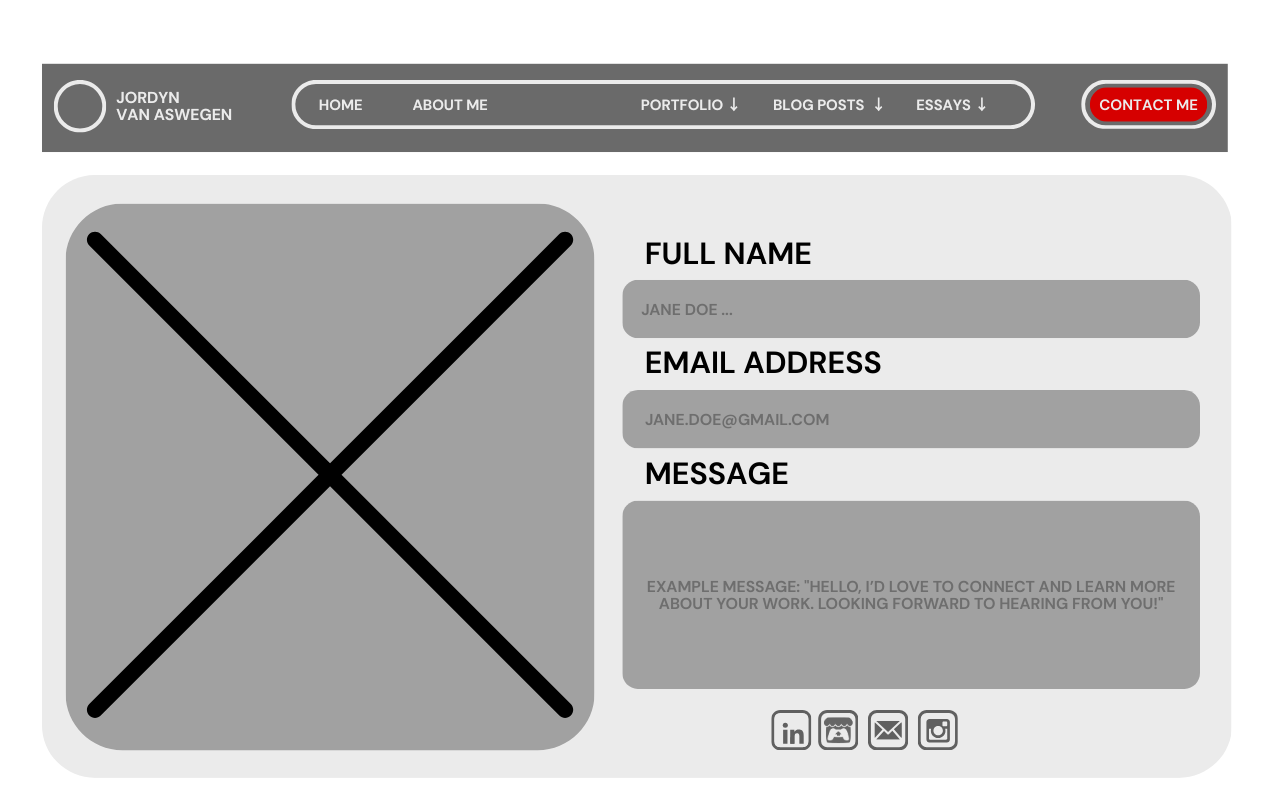 JORDYN
VAN ASWEGEN
HOME
ABOUT ME
PORTFOLIO ↓
BLOG POSTS ↓
ESSAYS ↓
CONTACT ME
FULL NAME
JANE DOE ...
EMAIL ADDRESS
JANE.DOE@GMAIL.COM
MESSAGE
EXAMPLE MESSAGE: "HELLO, I'D LOVE TO CONNECT AND LEARN MORE
ABOUT YOUR WORK. LOOKING FORWARD TO HEARING FROM YOU!"
in